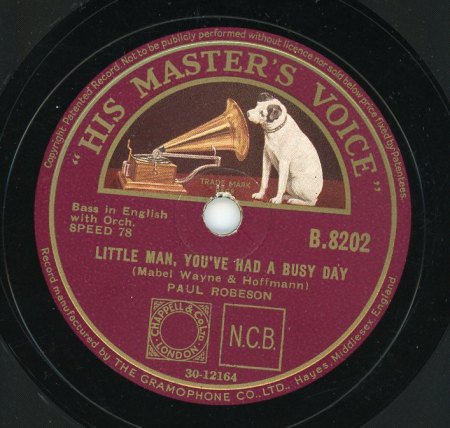 Copyright Patented Record. Not to be publicly performed without licence nor sold below price fixed by Patentees.
"HIS MASTER'S VOICE"
TRADE MARK
Bass in English
with Orch.
SPEED 78
B.8202
LITTLE MAN, YOU'VE HAD A BUSY DAY
(Mabel Wayne & Hoffmann)
PAUL ROBESON
CHAPPELL & Co Ltd
LONDON
N.C.B.
30-12164
Record manufactured by THE GRAMOPHONE CO., LTD., Hayes, Middlesex England